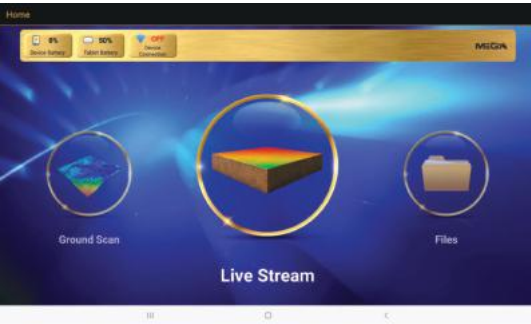 Home
0% 50% OFF
Device Battery Tablet Battery Device
Connection
MEGA
Ground Scan
Files
Live Stream